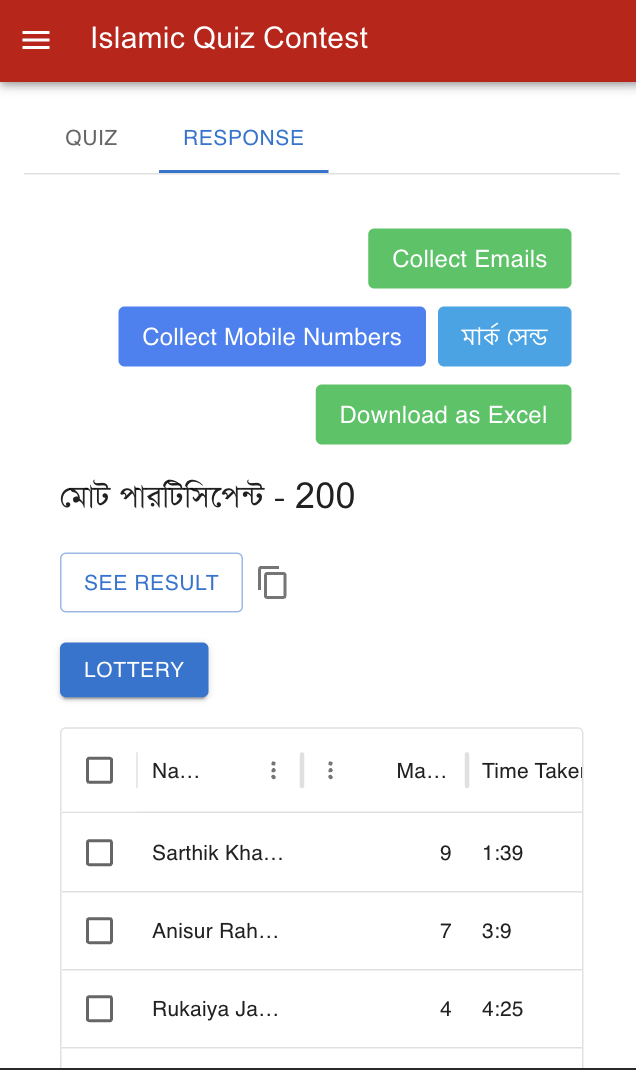 Islamic Quiz Contest
QUIZ RESPONSE
Collect Emails
Collect Mobile Numbers মার্ক সেন্ড
Download as Excel
মোট পারটিসিপেন্ট - 200
SEE RESULT
LOTTERY
Na… Ma… Time Taken
Sarthik Kha… 9 1:39
Anisur Rah… 7 3:9
Rukaiya Ja… 4 4:25